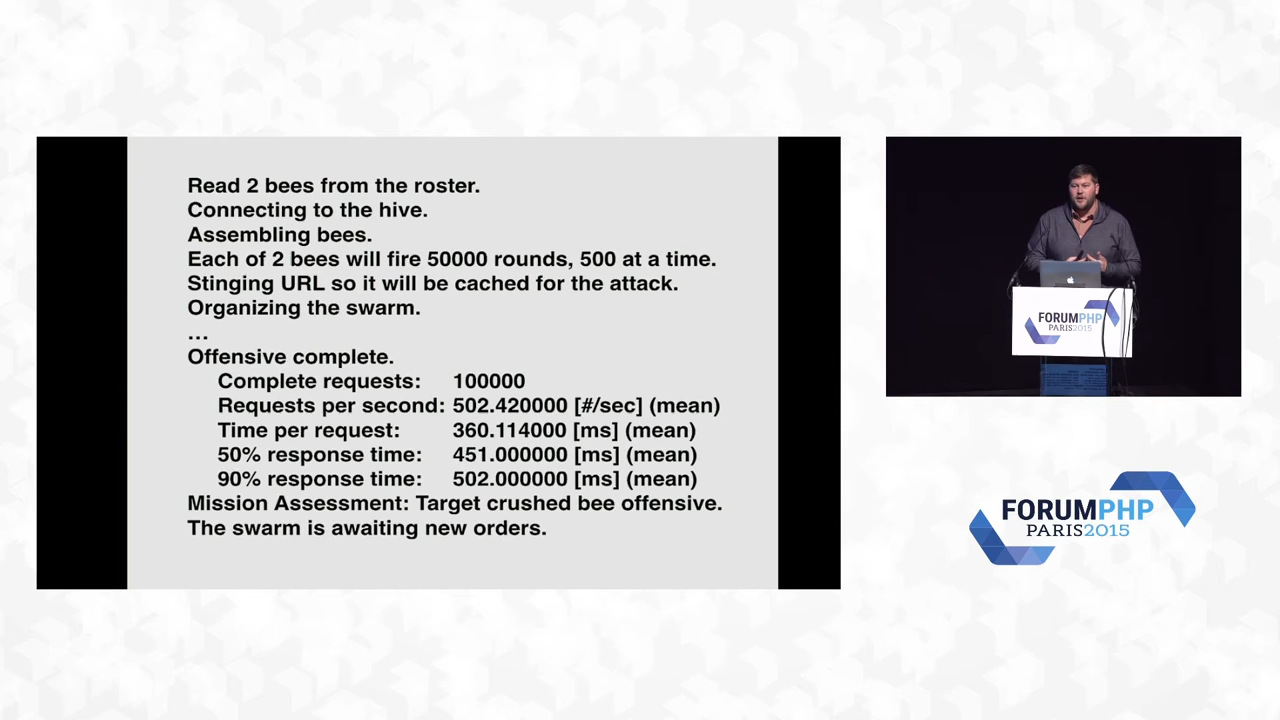 Read 2 bees from the roster.
Connecting to the hive.
Assembling bees.
Each of 2 bees will fire 50000 rounds, 500 at a time.
Stinging URL so it will be cached for the attack.
Organizing the swarm.
…
Offensive complete.
Complete requests: 100000
Requests per second: 502.420000 [#/sec] (mean)
Time per request: 360.114000 [ms] (mean)
50% response time: 451.000000 [ms] (mean)
90% response time: 502.000000 [ms] (mean)
Mission Assessment: Target crushed bee offensive.
The swarm is awaiting new orders.
FORUMPHP
PARIS2015
FORUMPHP
PARIS2015